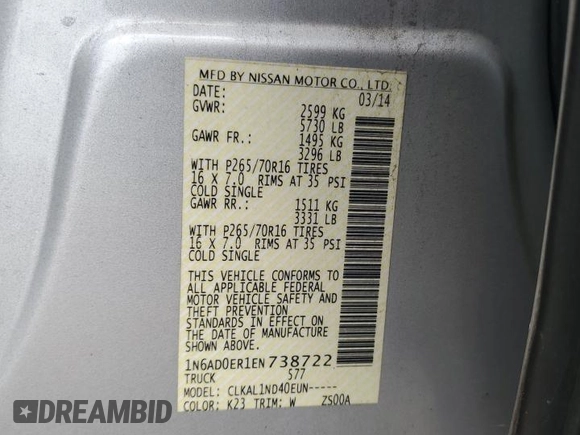 MFD BY NISSAN MOTOR CO., LTD.
DATE: 03/14
GVWR: 2599 KG
5730 LB
GAWR FR.: 1495 KG
3296 LB
WITH P265/70R16 TIRES
16 X 7.0 RIMS AT 35 PSI
COLD SINGLE
GAWR RR.: 1511 KG
3331 LB
WITH P265/70R16 TIRES
16 X 7.0 RIMS AT 35 PSI
COLD SINGLE
THIS VEHICLE CONFORMS TO
ALL APPLICABLE FEDERAL
MOTOR VEHICLE SAFETY AND
THEFT PREVENTION
STANDARDS IN EFFECT ON
THE DATE OF MANUFACTURE
SHOWN ABOVE.
1N6AD0ER1EN738722
TRUCK 577
MODEL: CLKAL1ND40EUN-----
COLOR: K23 TRIM: W ZS00A
EPICVIN.COM